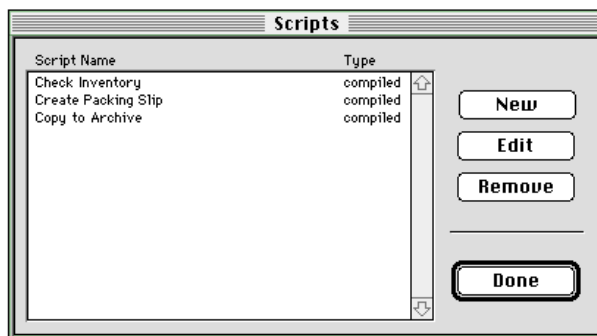 Scripts
Script Name Type
Check Inventory compiled
Create Packing Slip compiled
Copy to Archive compiled
New
Edit
Remove
Done